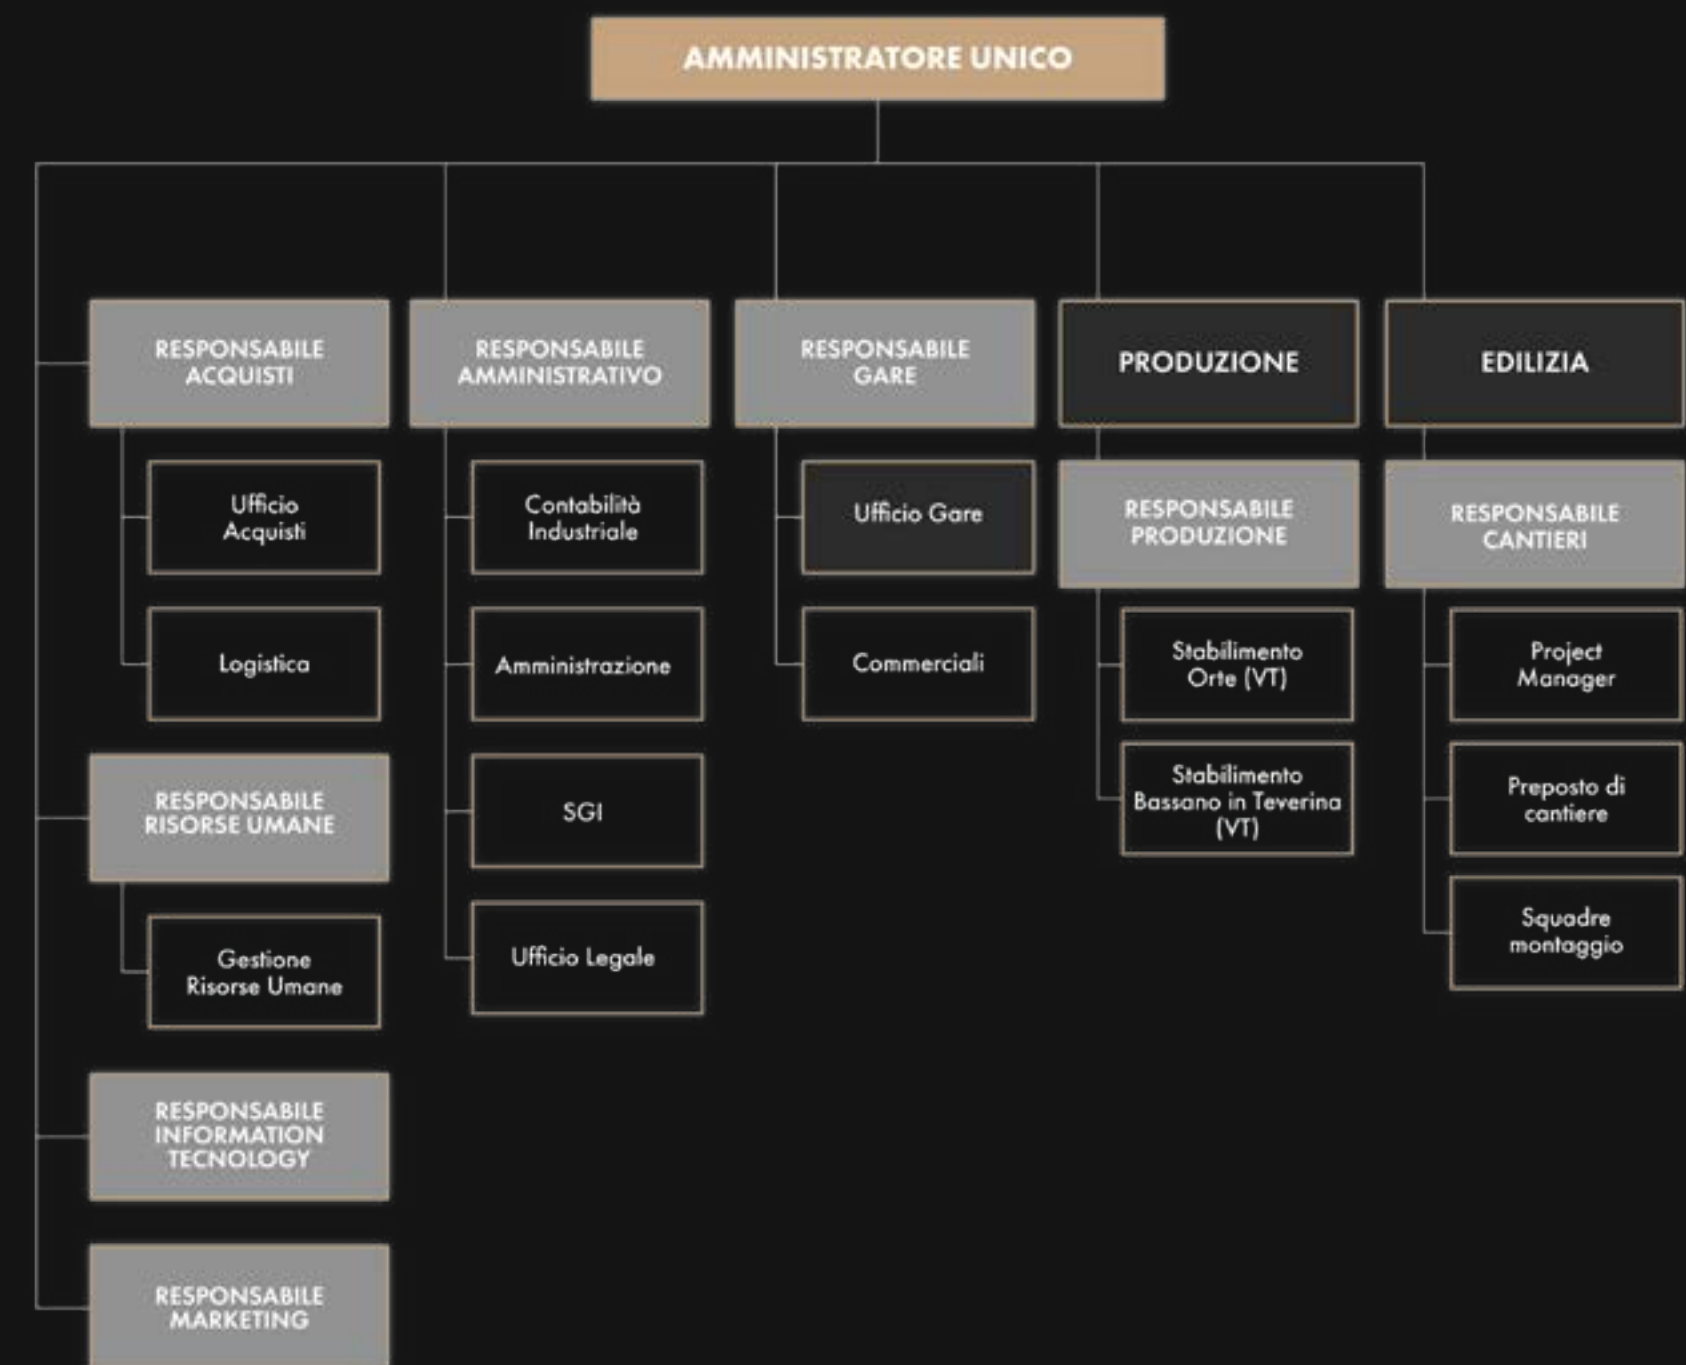 AMMINISTRATORE UNICO
RESPONSABILE
ACQUISTI
Ufficio
Acquisti
Logistica
RESPONSABILE
RISORSE UMANE
Gestione
Risorse Umane
RESPONSABILE
INFORMATION
TECNOLOGY
RESPONSABILE
MARKETING
RESPONSABILE
AMMINISTRATIVO
Contabilità
Industriale
Amministrazione
SGI
Ufficio Legale
RESPONSABILE
GARE
Ufficio Gare
Commerciali
PRODUZIONE
RESPONSABILE
PRODUZIONE
Stabilimento
Orte (VT)
Stabilimento
Bassano in Teverina
(VT)
EDILIZIA
RESPONSABILE
CANTIERI
Project
Manager
Preposto di
cantiere
Squadre
montaggio